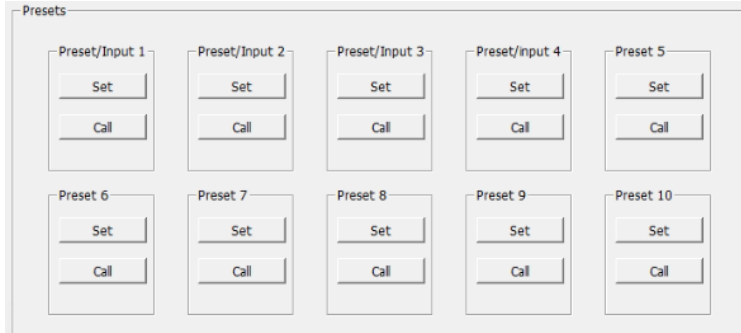 Presets
Preset/Input 1 Preset/Input 2 Preset/Input 3 Preset/input 4 Preset 5
Set Set Set Set Set
Call Call Call Call Call
Preset 6 Preset 7 Preset 8 Preset 9 Preset 10
Set Set Set Set Set
Call Call Call Call Call